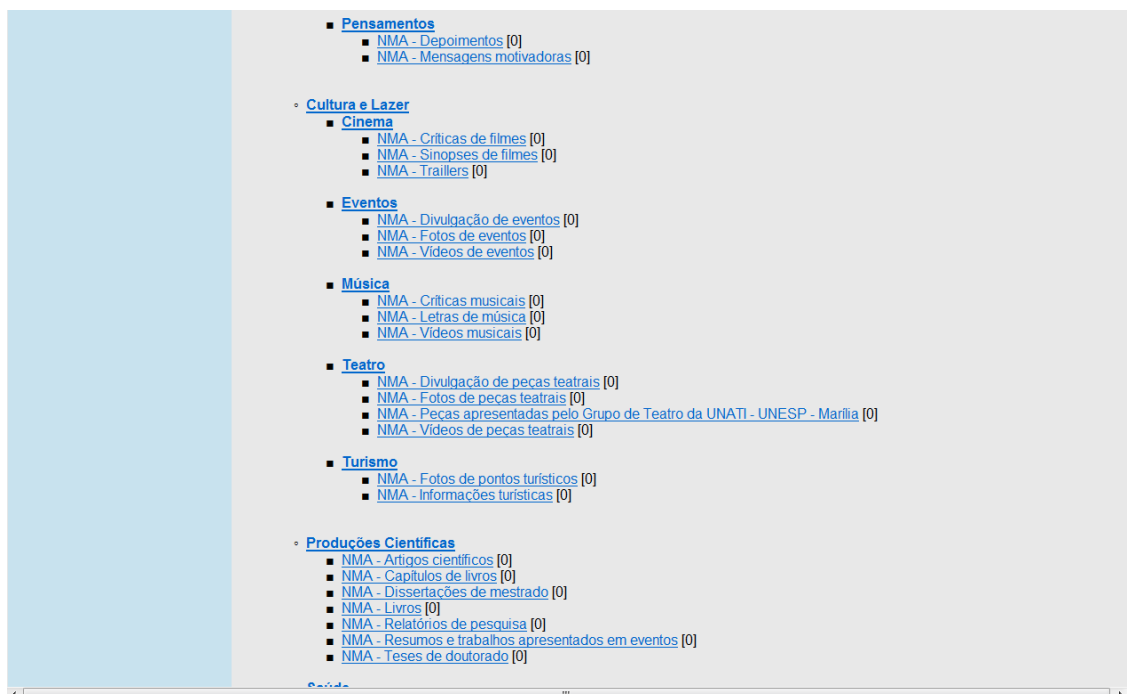 Pensamentos
NMA - Depoimentos [0]
NMA - Mensagens motivadoras [0]
Cultura e Lazer
Cinema
NMA - Críticas de filmes [0]
NMA - Sinopses de filmes [0]
NMA - Traillers [0]
Eventos
NMA - Divulgação de eventos [0]
NMA - Fotos de eventos [0]
NMA - Vídeos de eventos [0]
Música
NMA - Críticas musicais [0]
NMA - Letras de música [0]
NMA - Vídeos musicais [0]
Teatro
NMA - Divulgação de peças teatrais [0]
NMA - Fotos de peças teatrais [0]
NMA - Peças apresentadas pelo Grupo de Teatro da UNATI - UNESP - Marília [0]
NMA - Vídeos de peças teatrais [0]
Turismo
NMA - Fotos de pontos turísticos [0]
NMA - Informações turísticas [0]
Produções Científicas
NMA - Artigos científicos [0]
NMA - Capítulos de livros [0]
NMA - Dissertações de mestrado [0]
NMA - Livros [0]
NMA - Relatórios de pesquisa [0]
NMA - Resumos e trabalhos apresentados em eventos [0]
NMA - Teses de doutorado [0]
Saúde